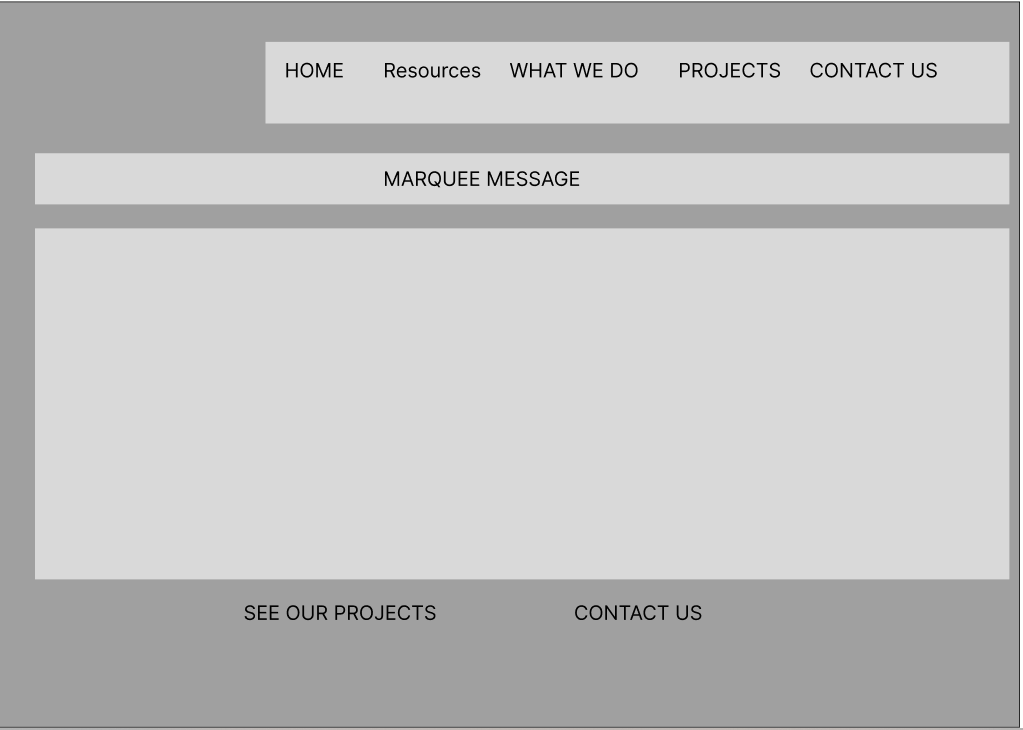 HOME Resources WHAT WE DO PROJECTS CONTACT US
MARQUEE MESSAGE
SEE OUR PROJECTS CONTACT US